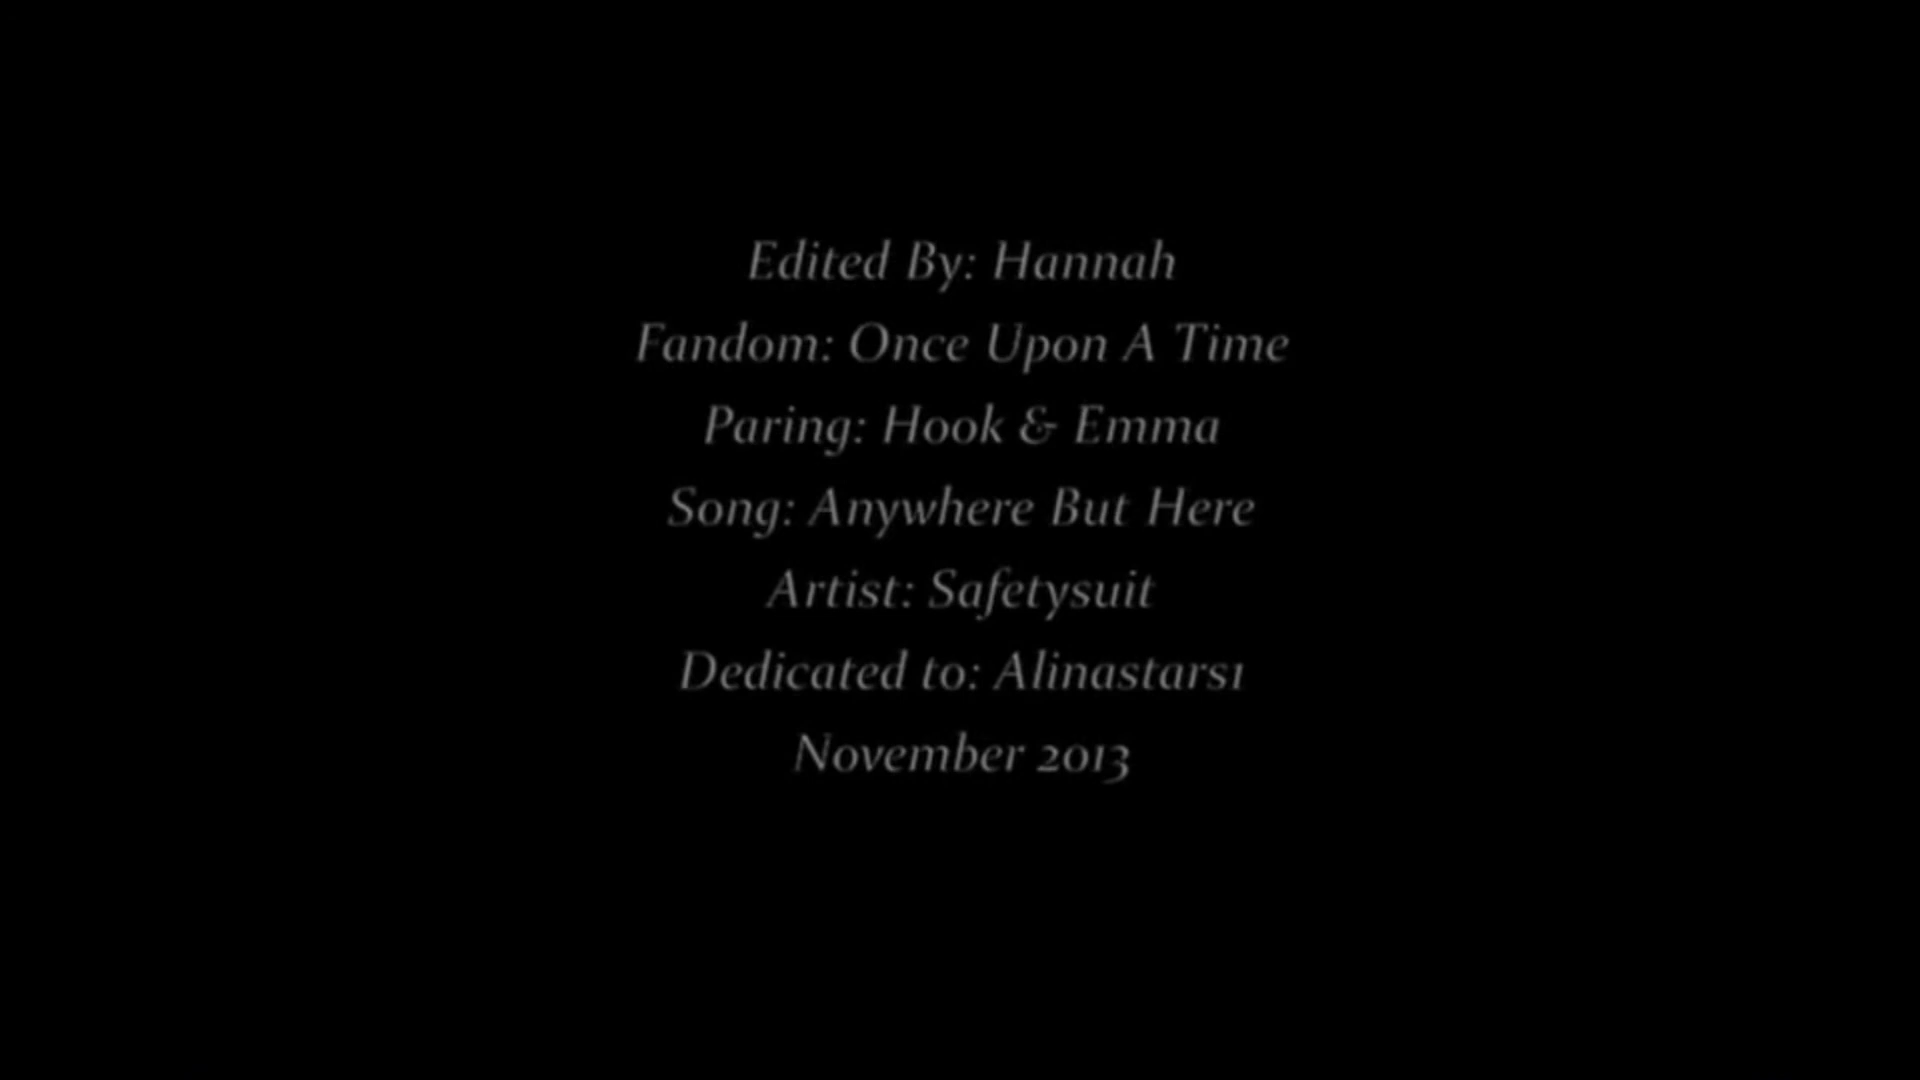 Edited By: Hannah
Fandom: Once Upon A Time
Paring: Hook & Emma
Song: Anywhere But Here
Artist: Safetysuit
Dedicated to: Alinastars1
November 2013